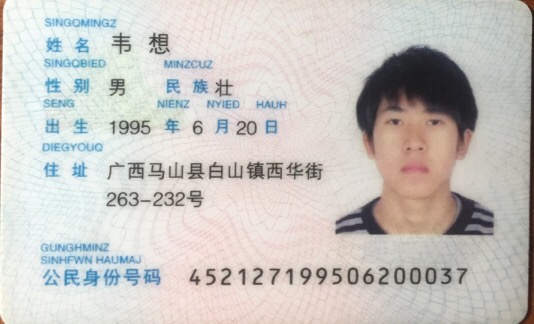 SINGQMINGZ
姓名 韦想
SINGQBIED MINZCUZ
性别 男 民族 壮
SENG NIENZ NYIED HAUH
出生 1995 年 6 月 20 日
DIEGYOUQ
住址 广西马山县白山镇西华街
263-232号
GUNGHMINZ
SINHFWN HAUMAJ
公民身份号码 452127199506200037